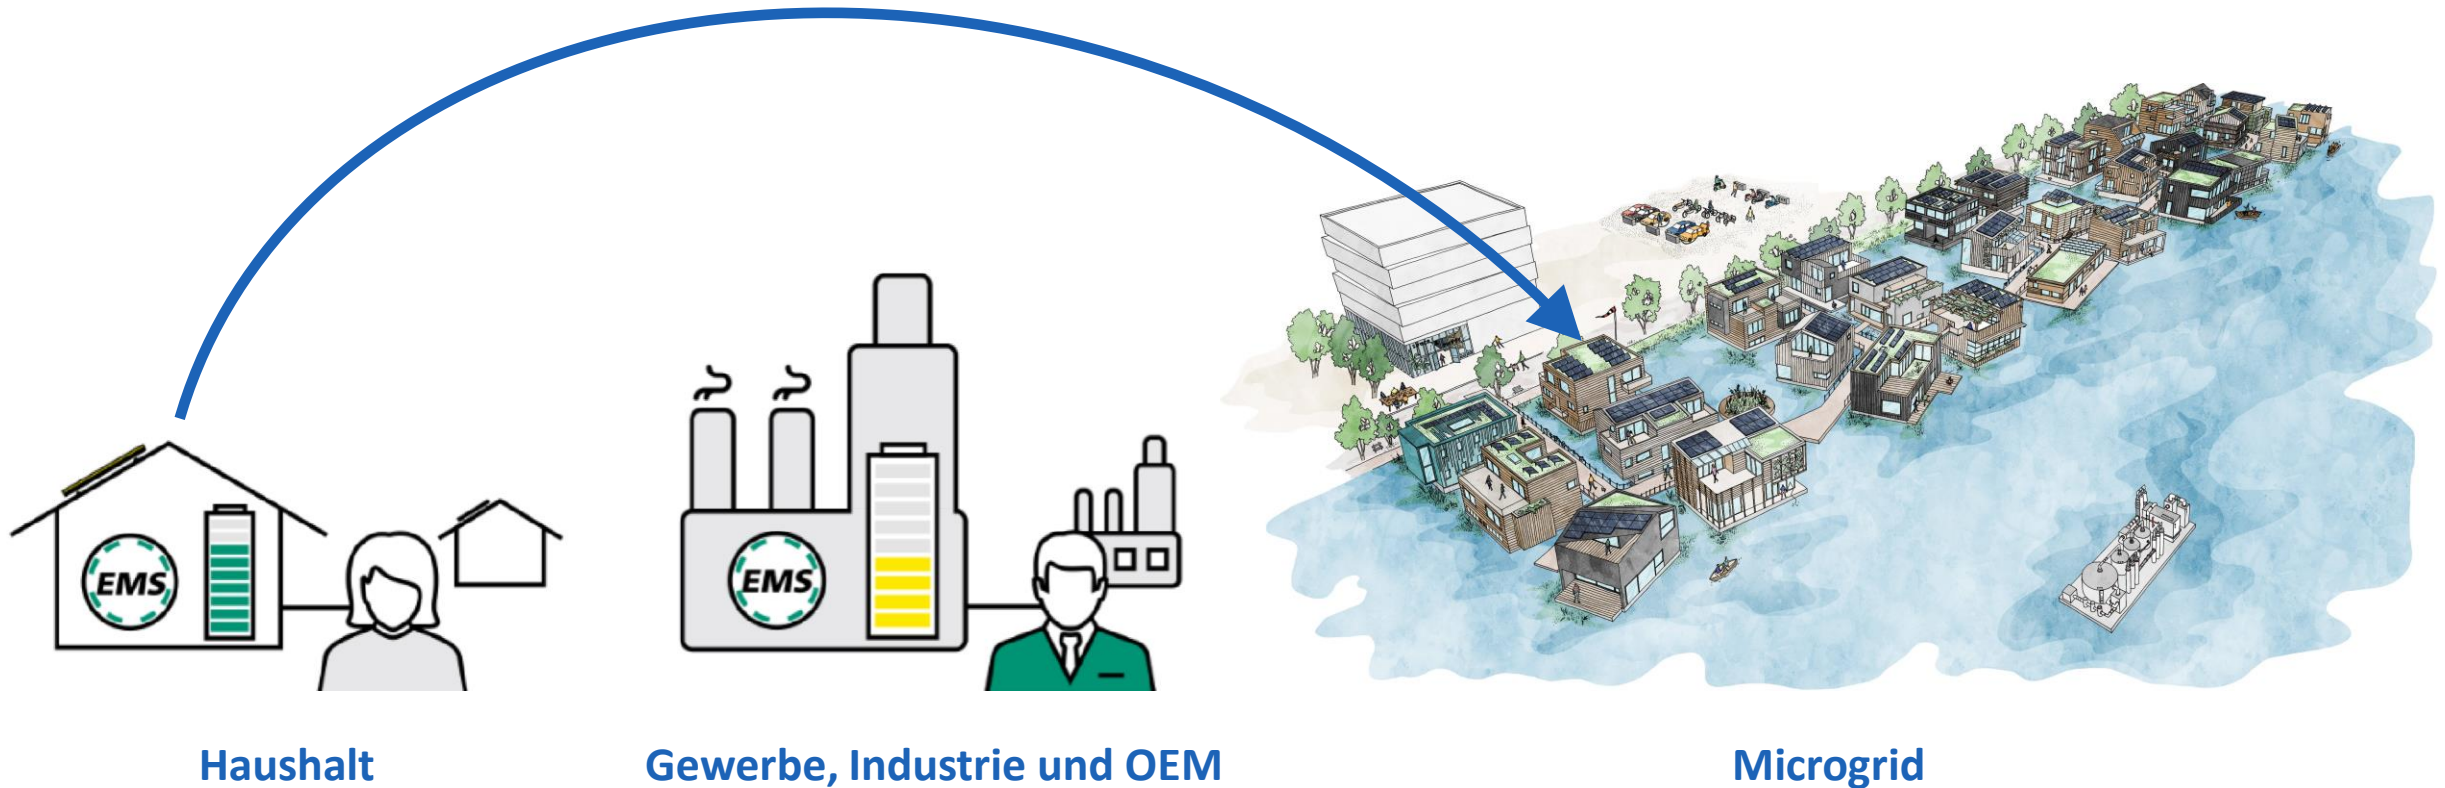 EMS
EMS
Haushalt
Gewerbe, Industrie und OEM
Microgrid